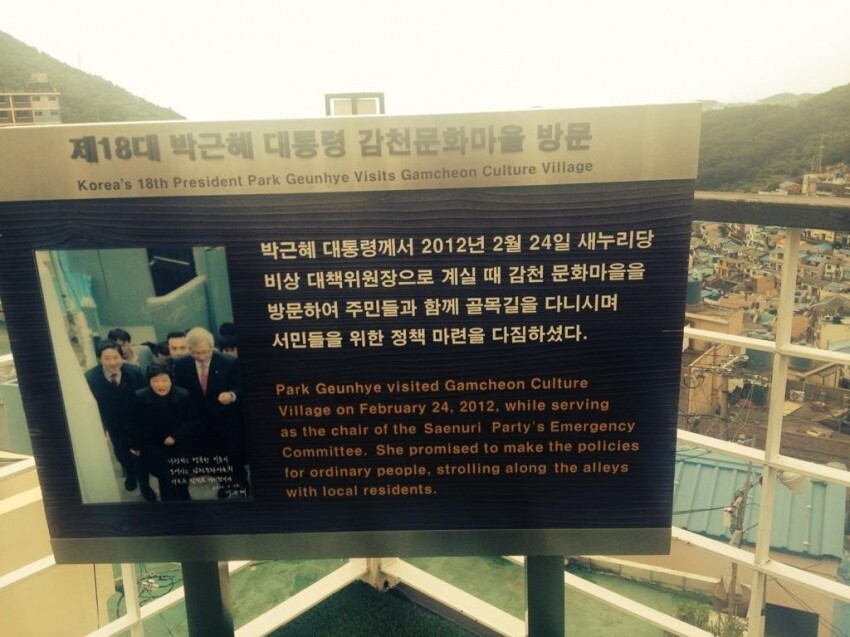 제18대 박근혜 대통령 감천문화마을 방문
Korea's 18th President Park Geunhye Visits Gamcheon Culture Village
박근혜 대통령께서 2012년 2월 24일 새누리당
비상 대책위원장으로 계실 때 감천 문화마을을
방문하여 주민들과 함께 골목길을 다니시며
서민들을 위한 정책 마련을 다짐하셨다.
Park Geunhye visited Gamcheon Culture
Village on February 24, 2012, while serving
as the chair of the Saenuri Party's Emergency
Committee. She promised to make the policies
for ordinary people, strolling along the alleys
with local residents.